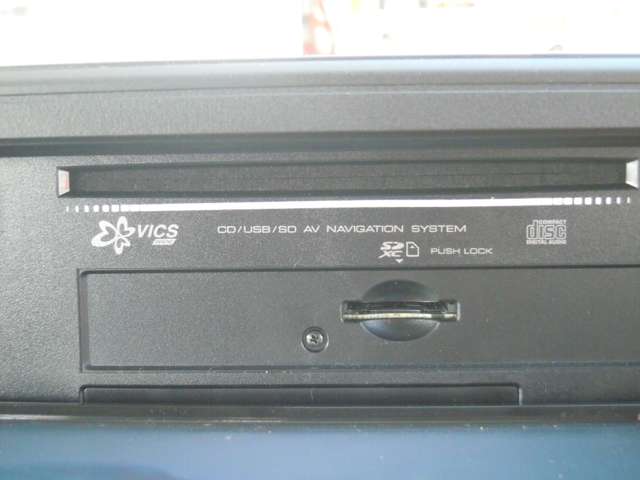 VICS
CD/USB/SD AV NAVIGATION SYSTEM
COMPACT
disc
DIGITAL AUDIO
SD
XC
PUSH LOCK